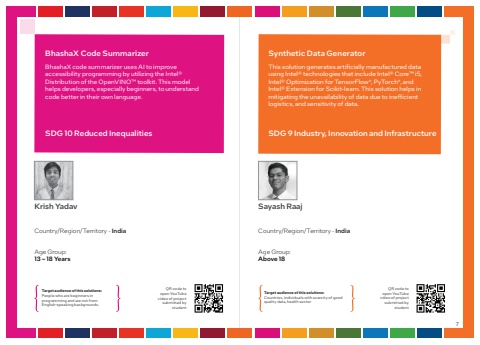 BhashaX Code Summarizer
BhashaX code summarizer uses AI to improve
accessibility programming by utilizing the Intel®
Distribution of the OpenVINO™ toolkit. This model
helps developers, especially beginners, to understand
code better in their own language.
SDG 10 Reduced Inequalities
Krish Yadav
Country/Region/Territory - India
Age Group:
13 – 18 Years
Target audience of this solutions:
People who are beginners in
programming and are not from
English-speaking backgrounds.
QR code to
open YouTube
video of project
submitted by
student
Synthetic Data Generator
This solution generates artificially manufactured data
using Intel® technologies that include Intel® Core™ i5,
Intel® Optimization for TensorFlow*, PyTorch*, and
Intel® Extension for Scikit-learn. This solution helps in
mitigating the unavailability of data due to inefficient
logistics, and sensitivity of data.
SDG 9 Industry, Innovation and Infrastructure
Sayash Raaj
Country/Region/Territory - India
Age Group:
Above 18
Target audience of this solutions:
Countries, individuals with scarcity of good
quality data, health sector
QR code to
open YouTube
video of project
submitted by
student
7